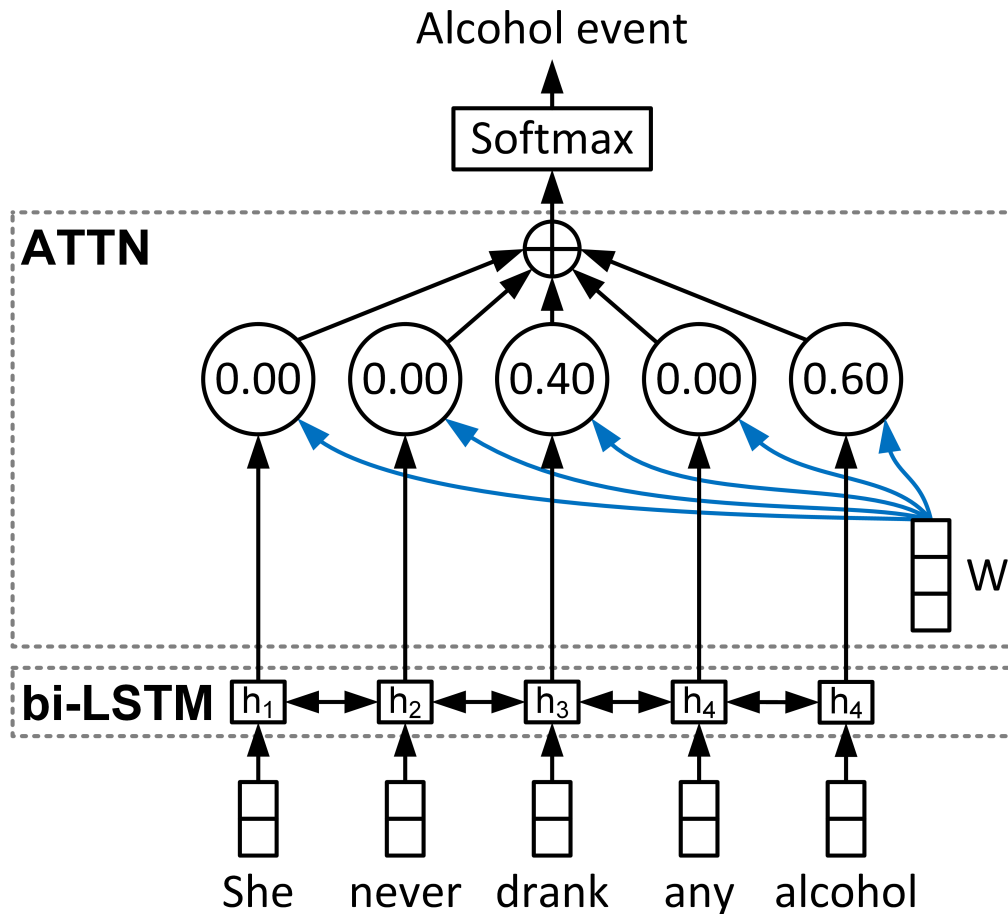 Alcohol event
Softmax
ATTN
0.00 0.00 0.40 0.00 0.60
W
bi-LSTM h₁ h₂ h₃ h₄ h₄
She never drank any alcohol